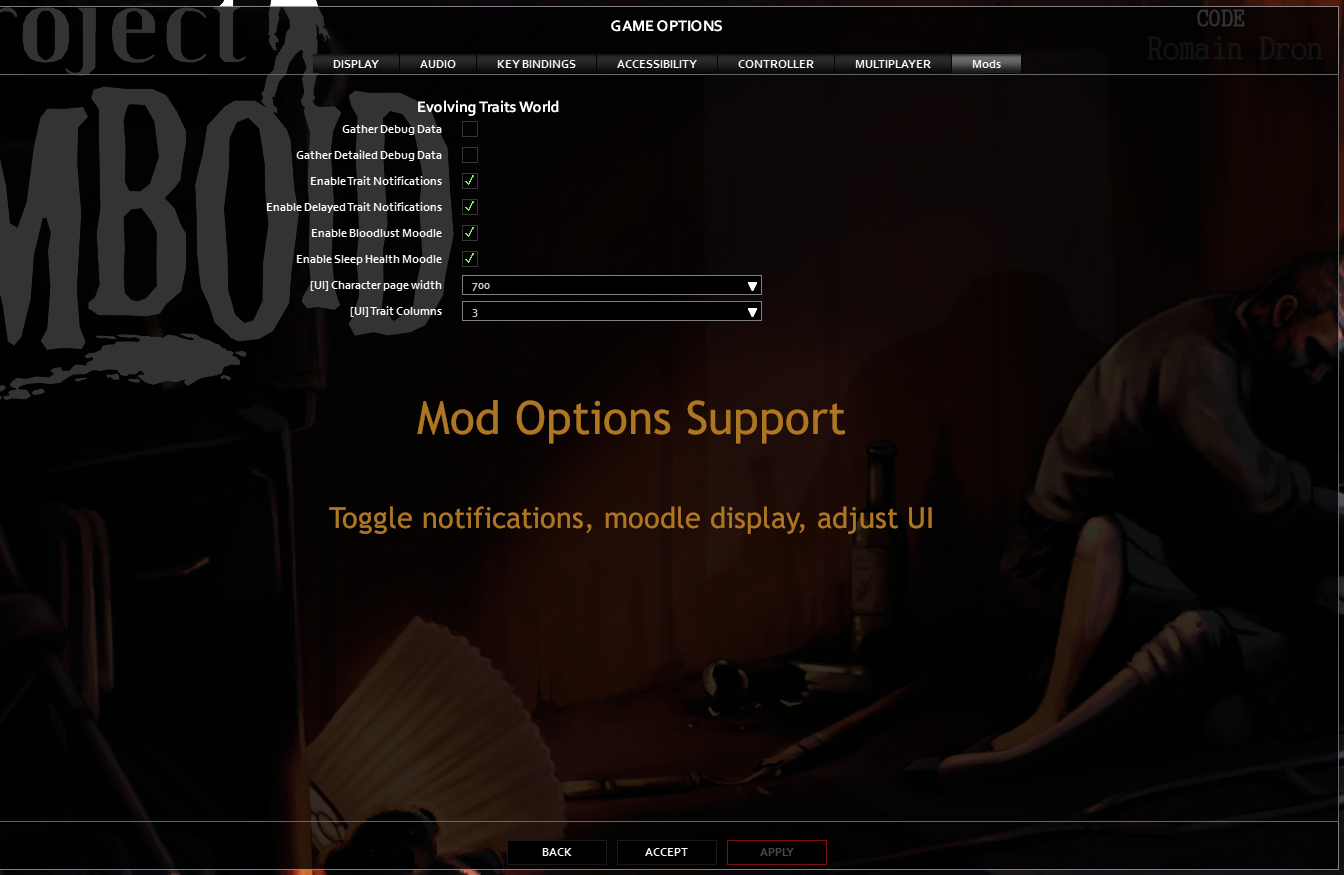 oject
MBOID
CODE
Romain Dron
GAME OPTIONS
DISPLAY AUDIO KEY BINDINGS ACCESSIBILITY CONTROLLER MULTIPLAYER Mods
Evolving Traits World
Gather Debug Data
Gather Detailed Debug Data
Enable Trait Notifications
Enable Delayed Trait Notifications
Enable Bloodlust Moodle
Enable Sleep Health Moodle
[UI] Character page width 700
[UI] Trait Columns 3
Mod Options Support
Toggle notifications, moodle display, adjust UI
BACK ACCEPT APPLY